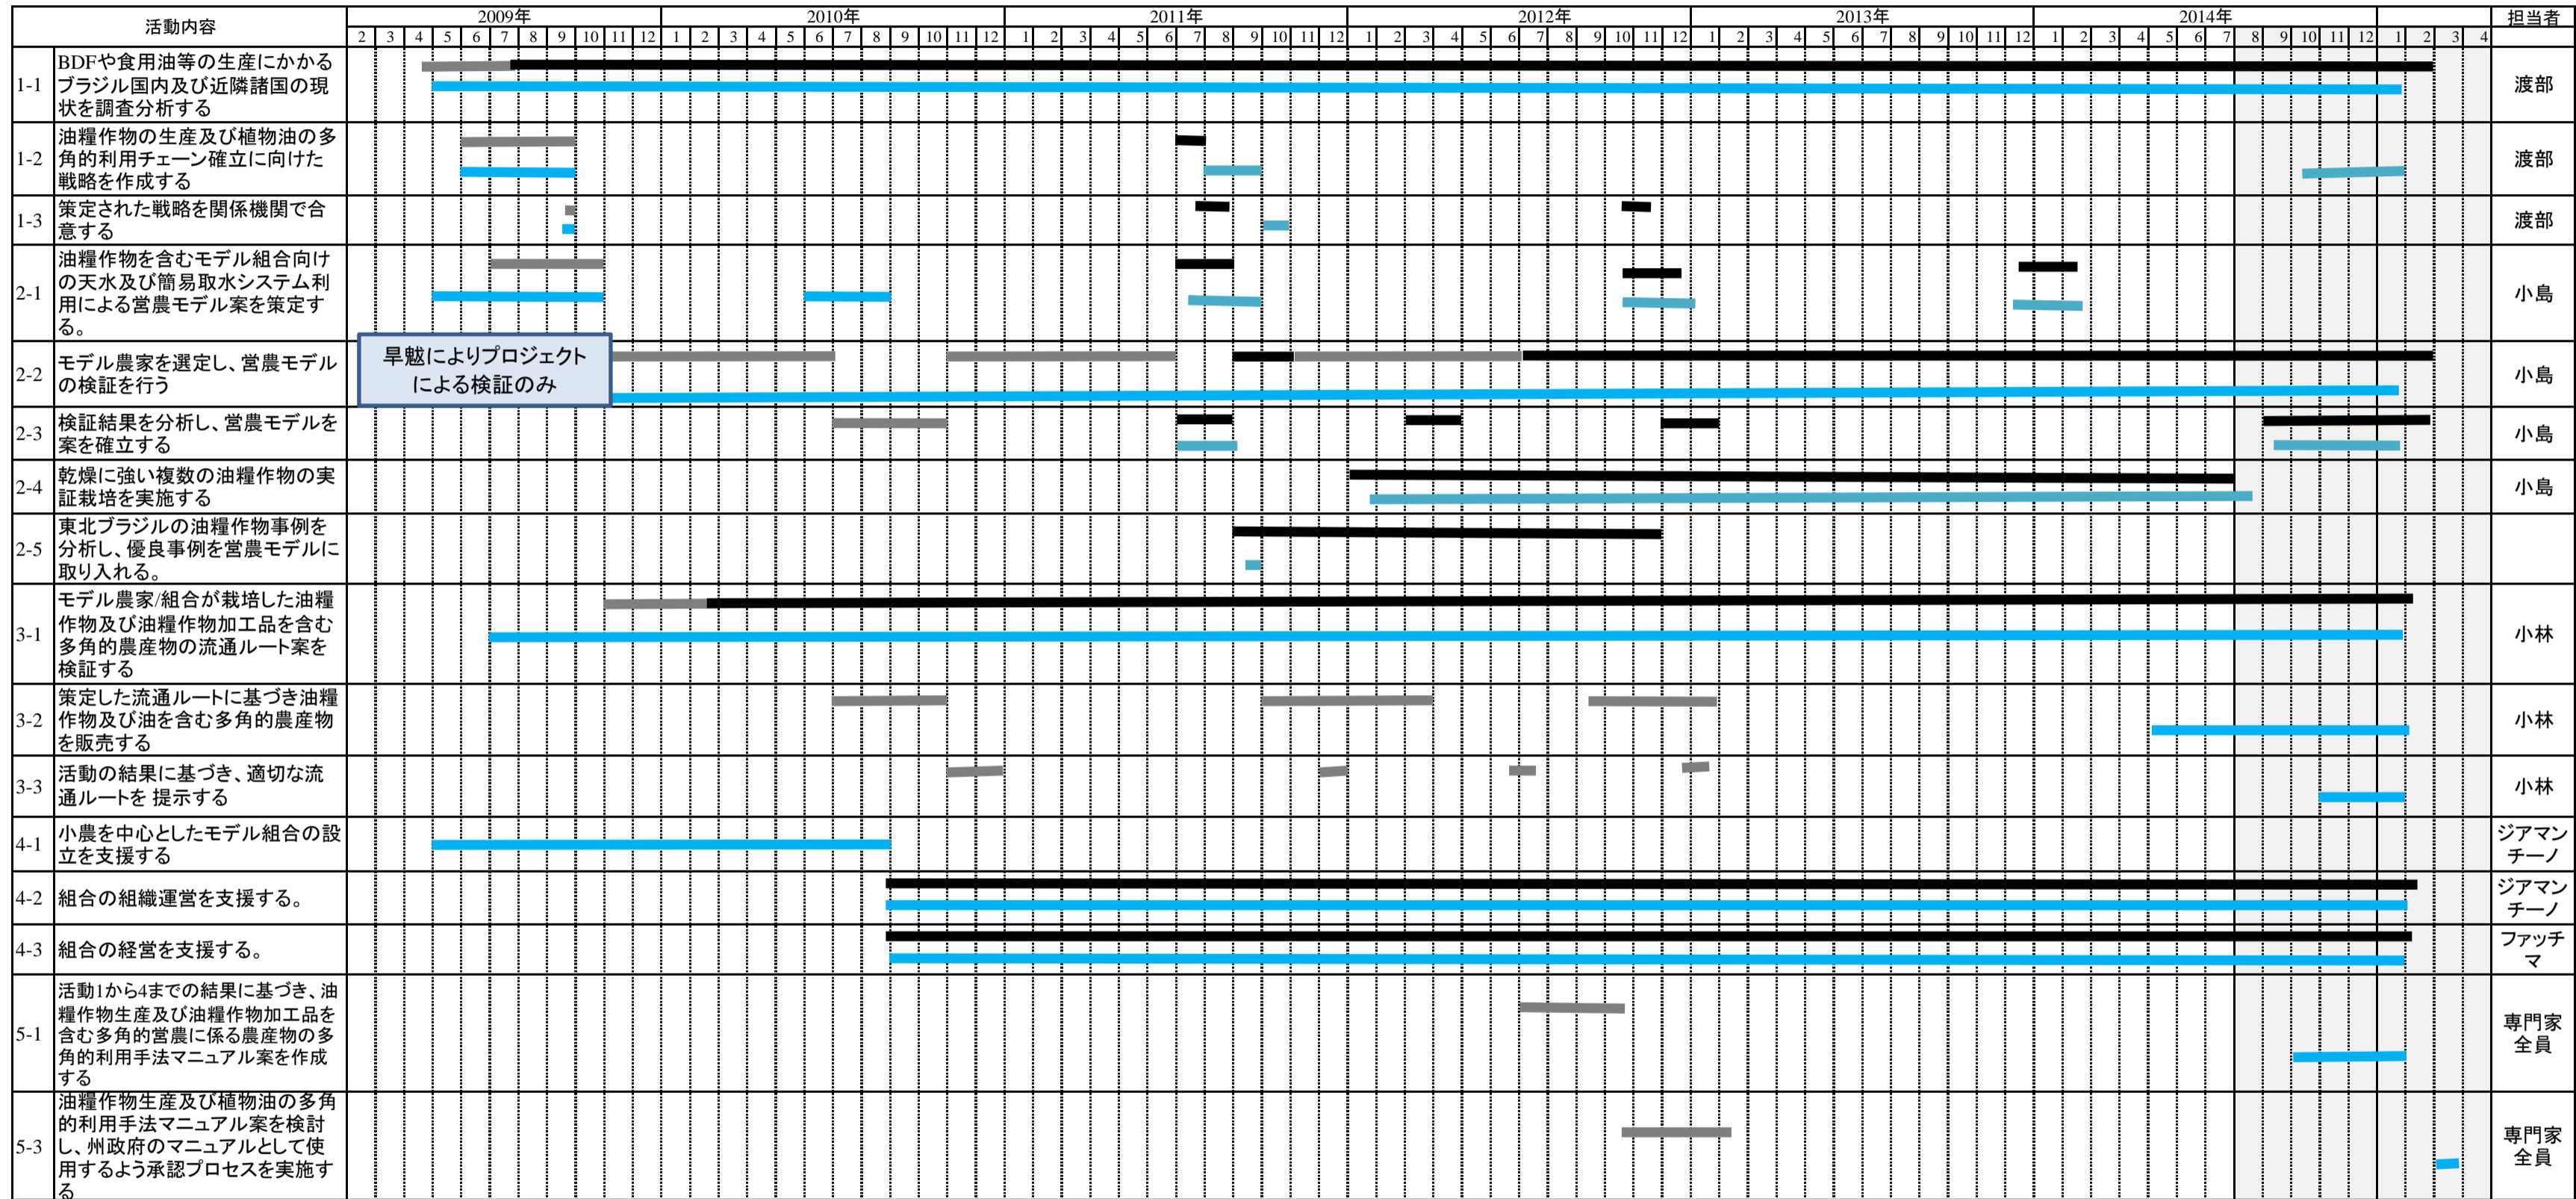 活動内容
2009年 2010年 2011年 2012年 2013年 2014年
担当者
2 3 4 5 6 7 8 9 10 11 12 1 2 3 4 5 6 7 8 9 10 11 12 1 2 3 4 5 6 7 8 9 10 11 12 1 2 3 4 5 6 7 8 9 10 11 12 1 2 3 4 5 6 7 8 9 10 11 12 1 2 3 4 5 6 7 8 9 10 11 12 1 2 3 4
1-1
BDFや食用油等の生産にかかる
ブラジル国内及び近隣諸国の現
状を調査分析する
渡部
1-2
油糧作物の生産及び植物油の多
角的利用チェーン確立に向けた
戦略を作成する
渡部
1-3
策定された戦略を関係機関で合
意する
渡部
2-1
油糧作物を含むモデル組合向け
の天水及び簡易取水システム利
用による営農モデル案を策定す
る。
小島
2-2
モデル農家を選定し、営農モデル
の検証を行う
旱魃によりプロジェクト
による検証のみ
小島
2-3
検証結果を分析し、営農モデルを
案を確立する
小島
2-4
乾燥に強い複数の油糧作物の実
証栽培を実施する
小島
2-5
東北ブラジルの油糧作物事例を
分析し、優良事例を営農モデルに
取り入れる。
3-1
モデル農家/組合が栽培した油糧
作物及び油糧作物加工品を含む
多角的農産物の流通ルート案を
検証する
小林
3-2
策定した流通ルートに基づき油糧
作物及び油を含む多角的農産物
を販売する
小林
3-3
活動の結果に基づき、適切な流
通ルートを 提示する
小林
4-1
小農を中心としたモデル組合の設
立を支援する
ジアマン
チーノ
4-2
組合の組織運営を支援する。
ジアマン
チーノ
4-3
組合の経営を支援する。
ファッチ
マ
5-1
活動1から4までの結果に基づき、油
糧作物生産及び油糧作物加工品を
含む多角的営農に係る農産物の多
角的利用手法マニュアル案を作成
する
専門家
全員
5-3
油糧作物生産及び植物油の多角
的利用手法マニュアル案を検討
し、州政府のマニュアルとして使
用するよう承認プロセスを実施す
る
専門家
全員